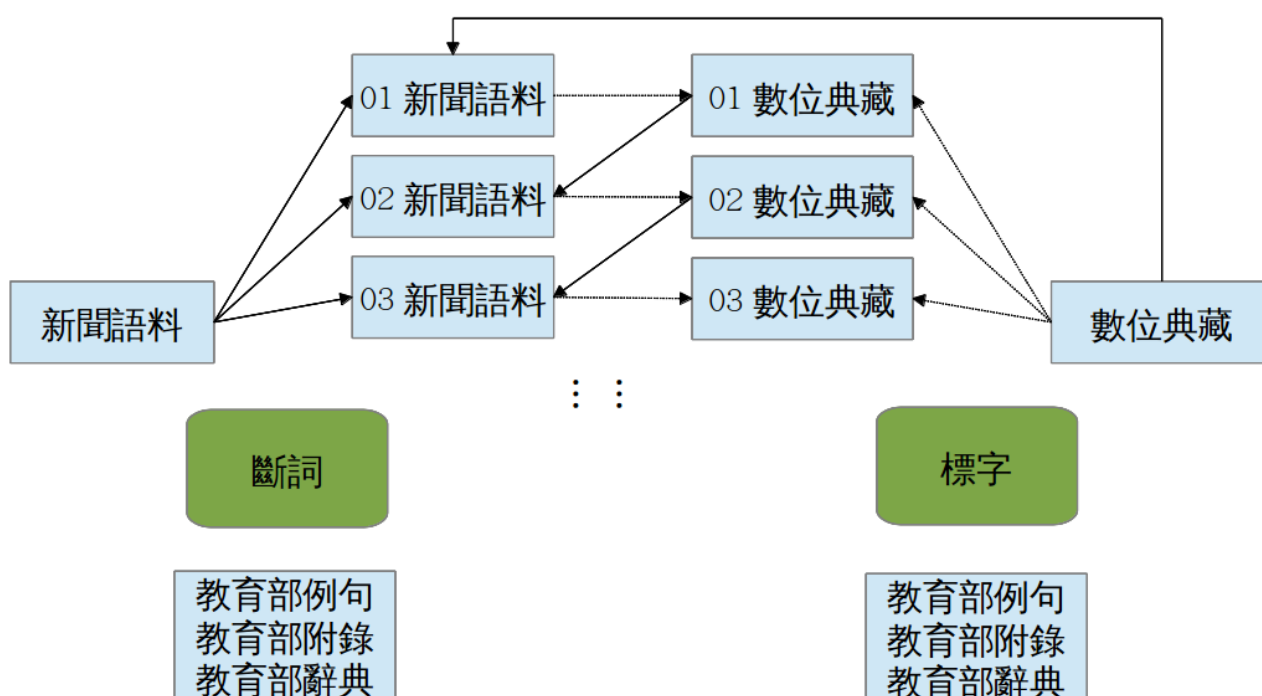 01 新聞語料
01 數位典藏
02 新聞語料
02 數位典藏
03 新聞語料
03 數位典藏
新聞語料
數位典藏
斷詞
標字
教育部例句
教育部附錄
教育部辭典
教育部例句
教育部附錄
教育部辭典